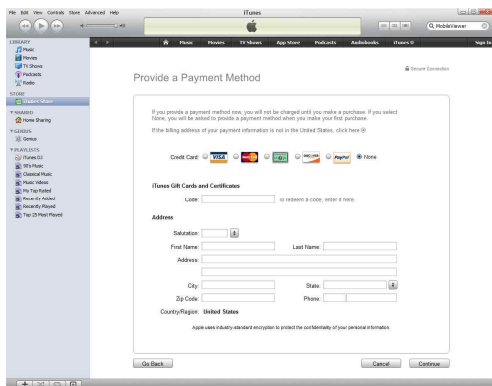 File Edit View Controls Store Advanced Help
iTunes
MobileViewer
LIBRARY
Music
Movies
TV Shows
Podcasts
Radio
STORE
iTunes Store
SHARED
Home Sharing
GENIUS
Genius
PLAYLISTS
iTunes DJ
90's Music
Classical Music
Music Videos
My Top Rated
Recently Added
Recently Played
Top 25 Most Played
Music Movies TV Shows App Store Podcasts Audiobooks iTunes U Sign In
Secure Connection
Provide a Payment Method
If you provide a payment method now, you will not be charged until you make a purchase. If you select
None, you will be asked to provide a payment method when you make your first purchase.
If the billing address of your payment information is not in the United States, click here
Credit Card: VISA MasterCard DISCOVER PayPal None
iTunes Gift Cards and Certificates
Code: To redeem a code, enter it here.
Address
Salutation:
First Name: Last Name:
Address:
City: State:
Zip Code: Phone:
Country/Region: United States
Apple uses industry-standard encryption to protect the confidentiality of your personal information.
Go Back Cancel Continue